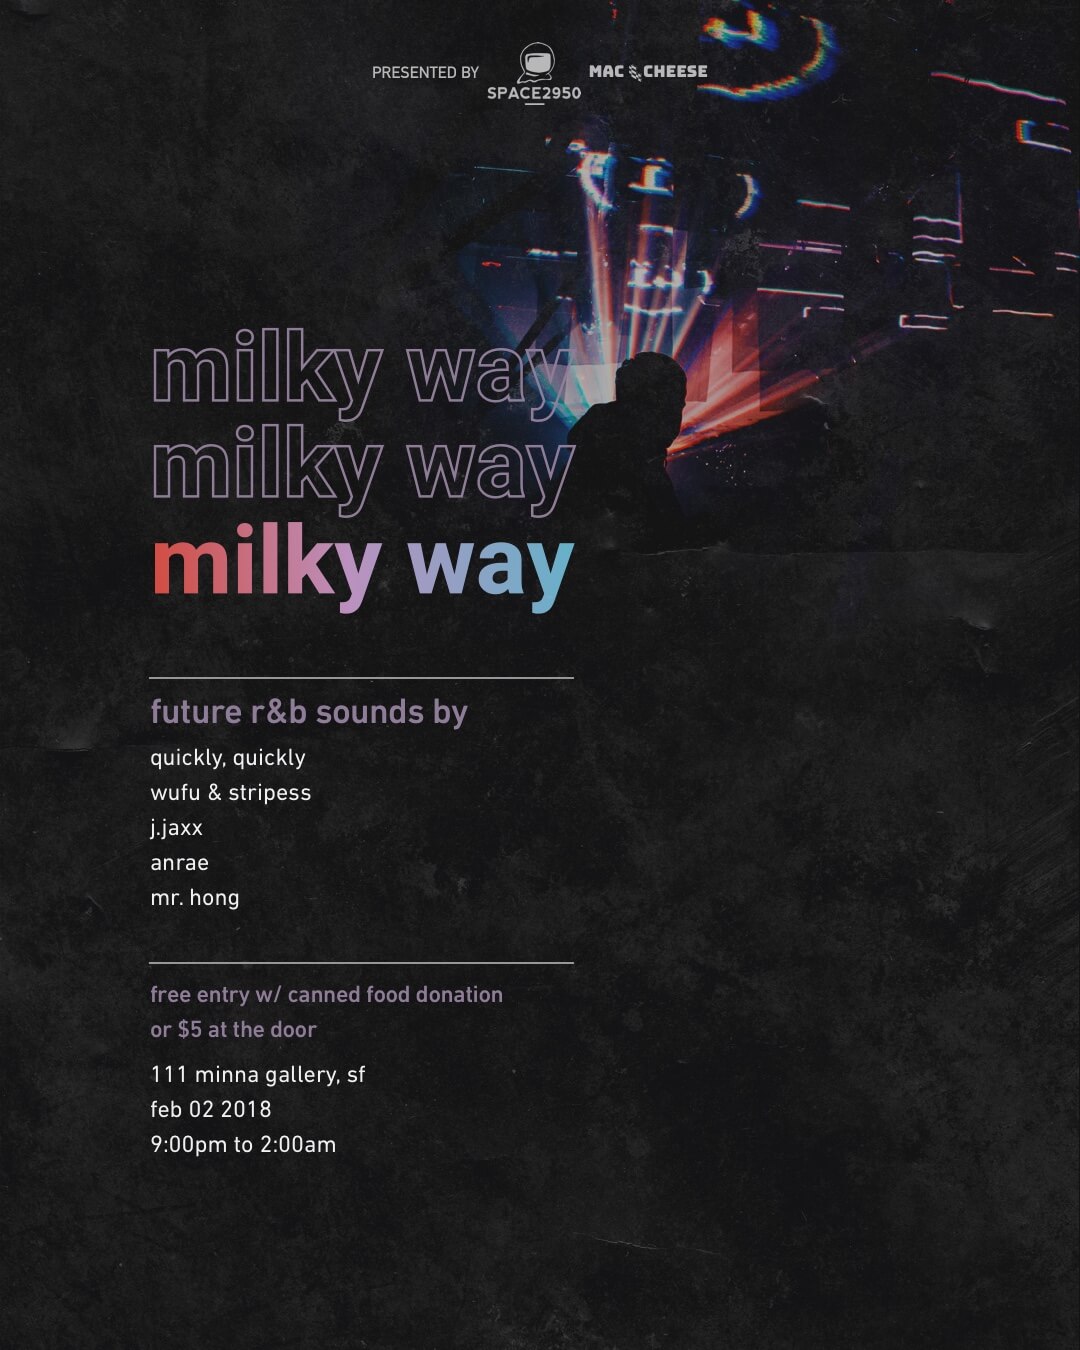 PRESENTED BY
SPACE2950
MAC & CHEESE
milky way
milky way
milky way
future r&b sounds by
quickly, quickly
wufu & stripess
j.jaxx
anrae
mr. hong
free entry w/ canned food donation
or $5 at the door
111 minna gallery, sf
feb 02 2018
9:00pm to 2:00am